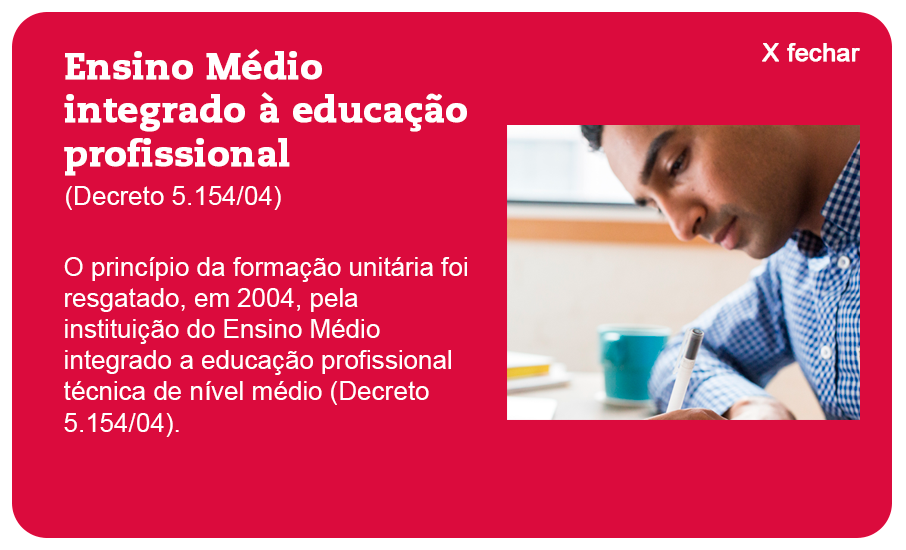 Ensino Médio
integrado à educação
profissional
(Decreto 5.154/04)
X fechar
O princípio da formação unitária foi
resgatado, em 2004, pela
instituição do Ensino Médio
integrado a educação profissional
técnica de nível médio (Decreto
5.154/04).